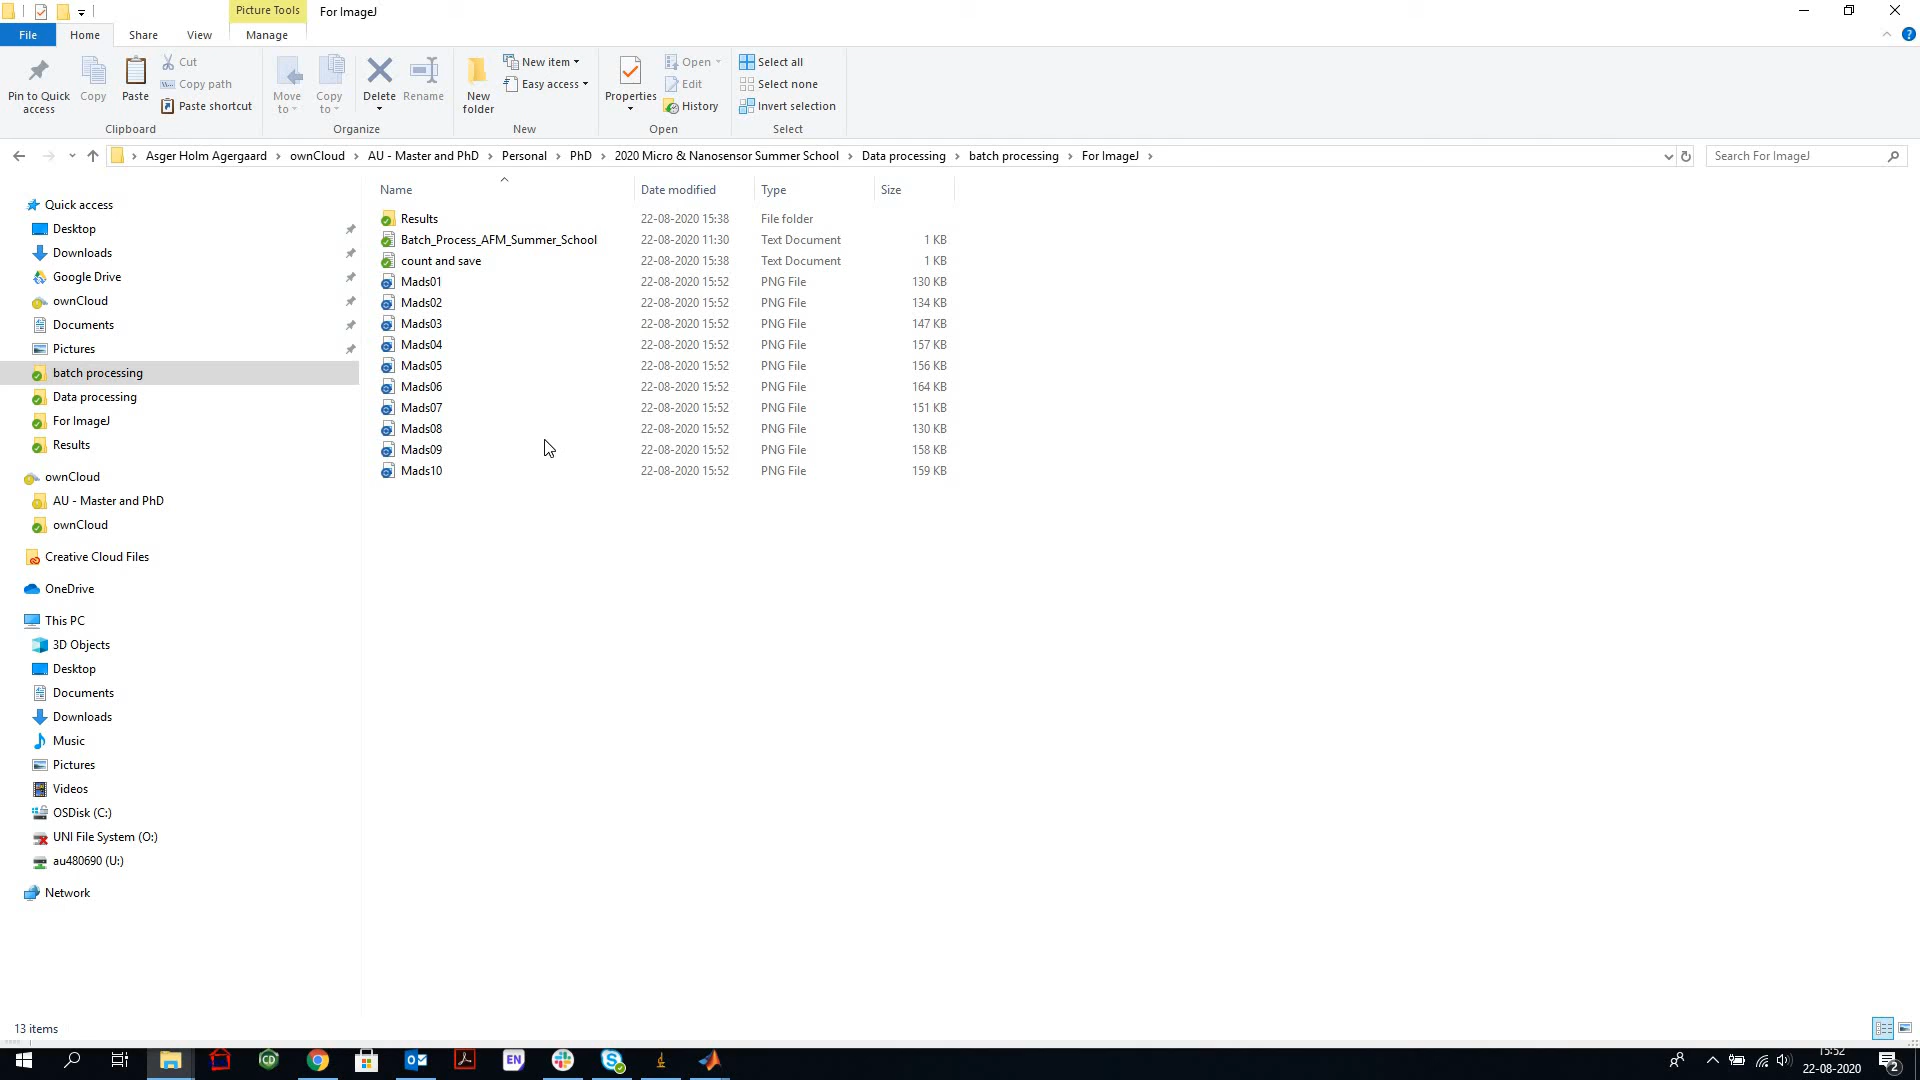 Picture Tools For ImageJ
File Home Share View Manage
Pin to Quick access
Copy
Paste
Cut
Copy path
Paste shortcut
Clipboard
Move to
Copy to
Delete
Rename
Organize
New folder
New item
Easy access
New
Properties
Open
Edit
History
Open
Select all
Select none
Invert selection
Select
Asger Holm Agergaard ownCloud AU - Master and PhD Personal PhD 2020 Micro & Nanosensor Summer School Data processing batch processing For ImageJ
Search For ImageJ
Quick access
Desktop
Downloads
Google Drive
ownCloud
Documents
Pictures
batch processing
Data processing
For ImageJ
Results
ownCloud
AU - Master and PhD
ownCloud
Creative Cloud Files
OneDrive
This PC
3D Objects
Desktop
Documents
Downloads
Music
Pictures
Videos
OSDisk (C:)
UNI File System (O:)
au480690 (U:)
Network
Name Date modified Type Size
Results 22-08-2020 15:38 File folder
Batch_Process_AFM_Summer_School 22-08-2020 11:30 Text Document 1 KB
count and save 22-08-2020 15:38 Text Document 1 KB
Mads01 22-08-2020 15:52 PNG File 130 KB
Mads02 22-08-2020 15:52 PNG File 134 KB
Mads03 22-08-2020 15:52 PNG File 147 KB
Mads04 22-08-2020 15:52 PNG File 157 KB
Mads05 22-08-2020 15:52 PNG File 156 KB
Mads06 22-08-2020 15:52 PNG File 164 KB
Mads07 22-08-2020 15:52 PNG File 151 KB
Mads08 22-08-2020 15:52 PNG File 130 KB
Mads09 22-08-2020 15:52 PNG File 158 KB
Mads10 22-08-2020 15:52 PNG File 159 KB
13 items
CD
EN
15:52
22-08-2020
2